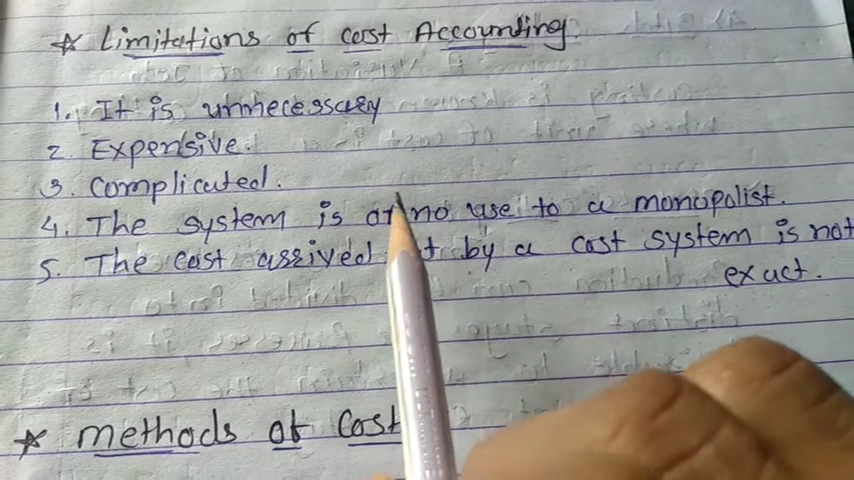 ☆ Limitations of cost Accounting.
1. It is unnecessary
2. Expensive.
3. Complicated.
4. The system is of no use to a monopolist.
5. The cost arrived at by a cost system is not
exact.
☆ methods of Cost